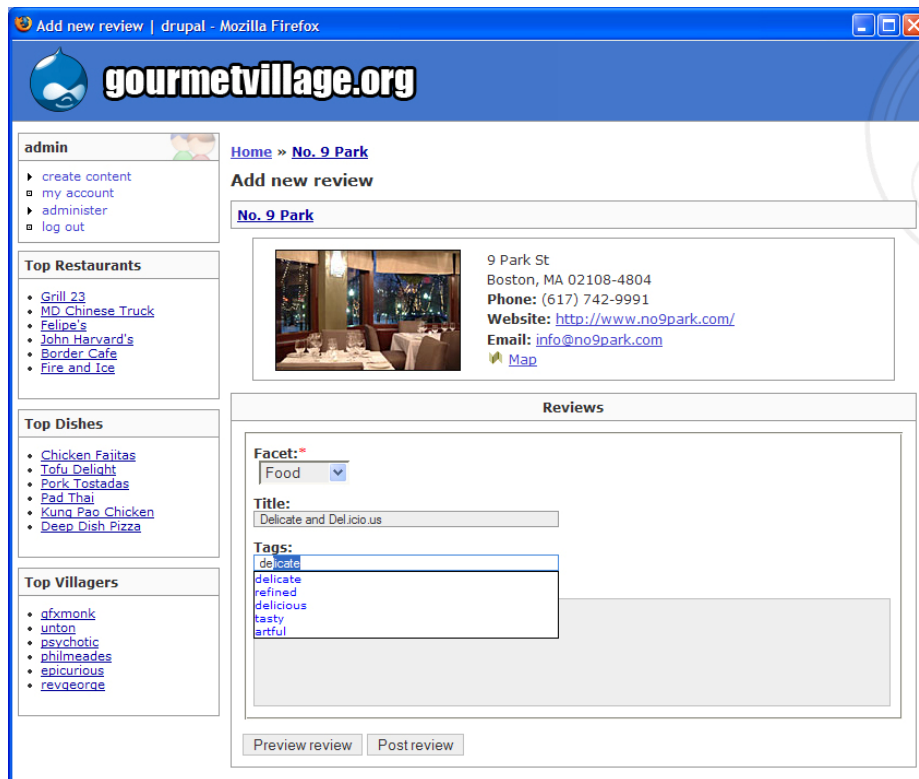 Add new review | drupal - Mozilla Firefox
gourmetvillage.org
admin
create content
my account
administer
log out
Top Restaurants
Grill 23
MD Chinese Truck
Felipe's
John Harvard's
Border Cafe
Fire and Ice
Top Dishes
Chicken Fajitas
Tofu Delight
Pork Tostadas
Pad Thai
Kung Pao Chicken
Deep Dish Pizza
Top Villagers
gfxmonk
unton
psychotic
philmeades
epicurious
revgeorge
Home » No. 9 Park
Add new review
No. 9 Park
9 Park St
Boston, MA 02108-4804
Phone: (617) 742-9991
Website: http://www.no9park.com/
Email: info@no9park.com
Map
Reviews
Facet:*
Food
Title:
Delicate and Del.icio.us
Tags:
delicate
delicate
refined
delicious
tasty
artful
Preview review Post review